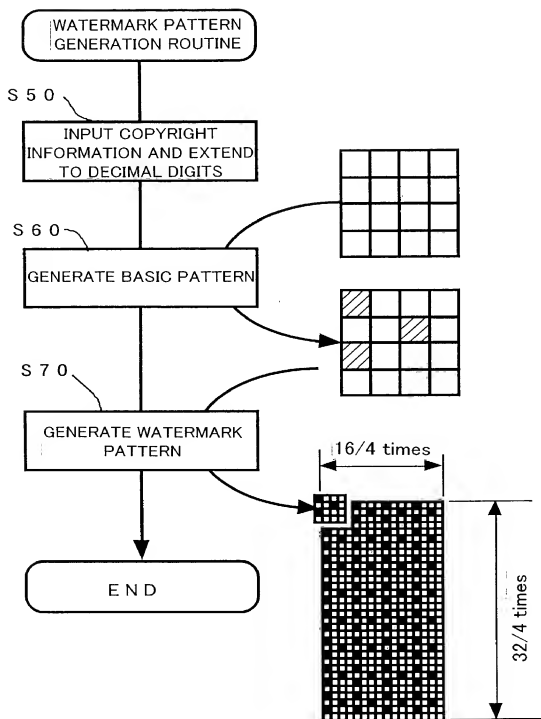 WATERMARK PATTERN
GENERATION ROUTINE
S 5 0
INPUT COPYRIGHT
INFORMATION AND EXTEND
TO DECIMAL DIGITS
S 6 0
GENERATE BASIC PATTERN
S 7 0
GENERATE WATERMARK
PATTERN
16/4 times
E N D
32/4 times